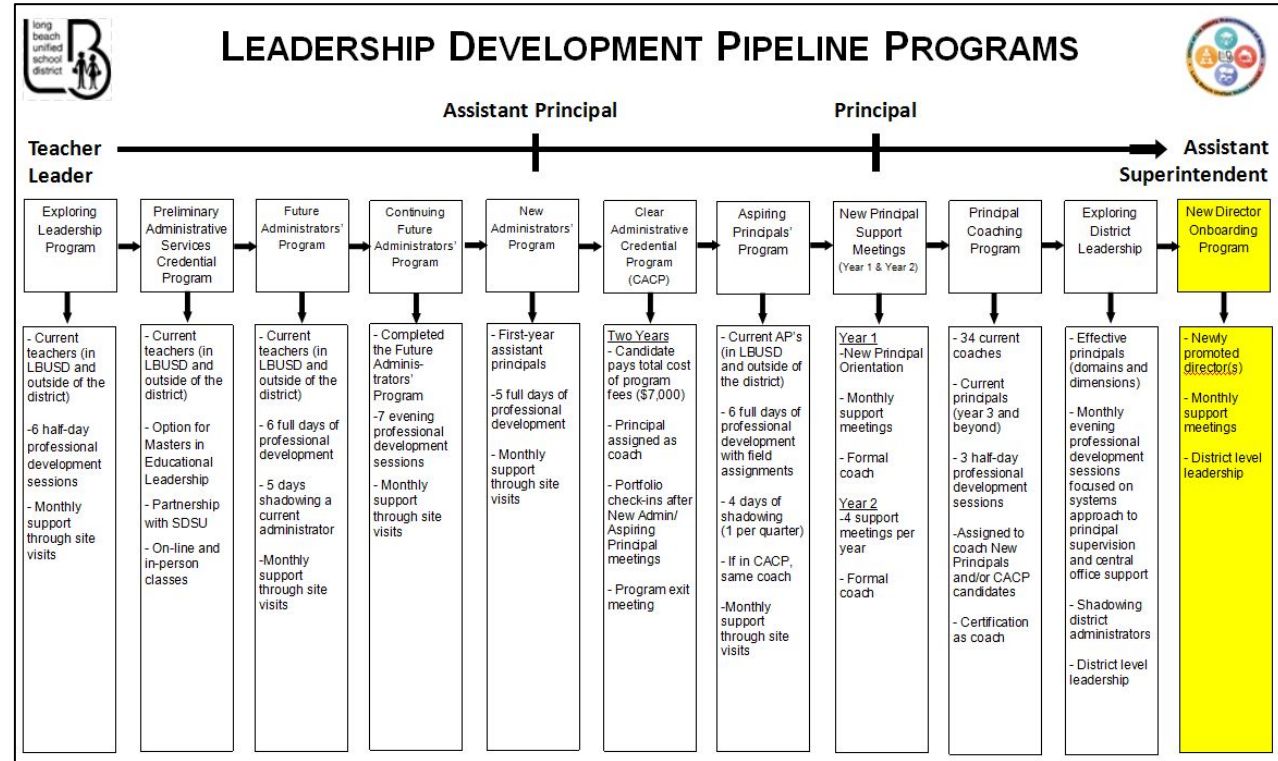 long
beach
unified
school
district
LEADERSHIP DEVELOPMENT PIPELINE PROGRAMS
Assistant Principal
Principal
Teacher
Leader
Assistant
Superintendent
Exploring
Leadership
Program
Preliminary
Administrative
Services
Credential
Program
Future
Administrators'
Program
Continuing
Future
Administrators'
Program
New
Administrators'
Program
Clear
Administrative
Credential
Program
(CACP)
Aspiring
Principals' Program
New Principal
Support
Meetings
(Year 1 & Year 2)
Principal
Coaching
Program
Exploring
District
Leadership
New Director
Onboarding
Program
- Current
teachers (in
LBUSD and
outside of the
district)
-6 half-day
professional
development
sessions
- Monthly
support
through site
visits
- Current
teachers (in
LBUSD and
outside of the
district)
- Option for
Masters in
Educational
Leadership
- Partnership
with SDSU
- On-line and
in-person
classes
- Current
teachers (in
LBUSD and
outside of the
district)
- 6 full days of
professional
development
- 5 days
shadowing a
current
administrator
-Monthly
support
through site
visits
- Completed
the Future
Adminis-
trators'
Program
-7 evening
professional
development
sessions
- Monthly
support
through site
visits
- First-year
assistant
principals
-5 full days of
professional
development
- Monthly
support
through site
visits
Two Years
- Candidate
pays total cost
of program
fees ($7,000)
- Principal
assigned as
coach
- Portfolio
check-ins after
New Admin/
Aspiring
Principal
meetings
- Program exit
meeting
- Current AP's
(in LBUSD
and outside of
the district)
- 6 full days of
professional
development
with field
assignments
- 4 days of
shadowing
(1 per quarter)
- If in CACP,
same coach
-Monthly
support
through site
visits
Year 1
-New Principal
Orientation
- Monthly
support
meetings
- Formal
coach
Year 2
-4 support
meetings per
year
- Formal
coach
- 34 current
coaches
- Current
principals
(year 3 and
beyond)
- 3 half-day
professional
development
sessions
-Assigned to
coach New
Principals
and/or CACP
candidates
- Certification
as coach
- Effective
principals
(domains and
dimensions)
- Monthly
evening
professional
development
sessions
focused on
systems
approach to
principal
supervision
and central
office support
- Shadowing
district
administrators
- District level
leadership
- Newly
promoted
director(s)
- Monthly
support
meetings
- District level
leadership